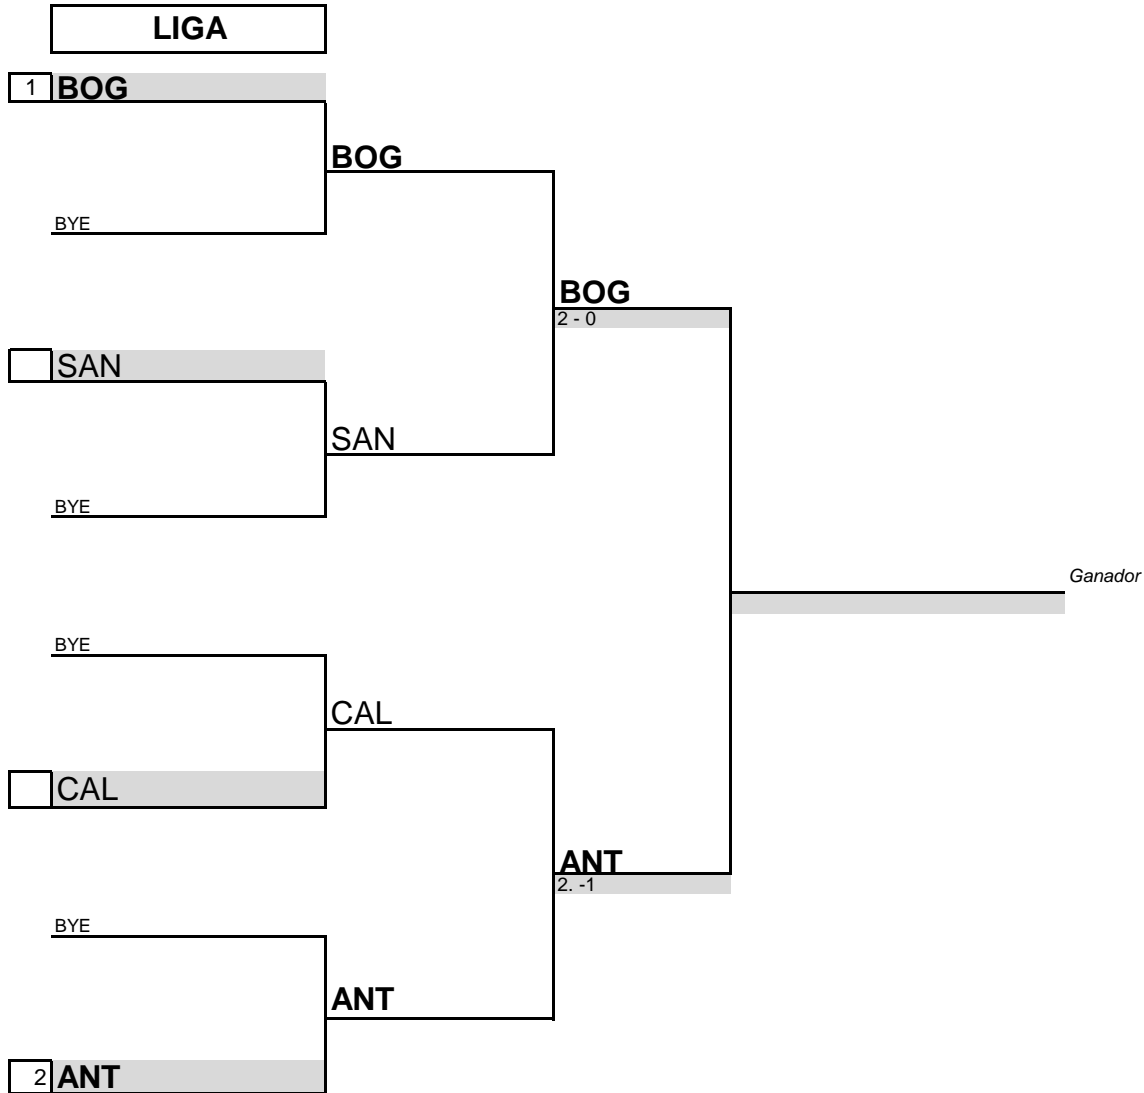 LIGA
1 BOG
BOG
BYE
BOG
2 - 0
SAN
SAN
BYE
Ganador
BYE
CAL
CAL
ANT
2. -1
BYE
ANT
2 ANT